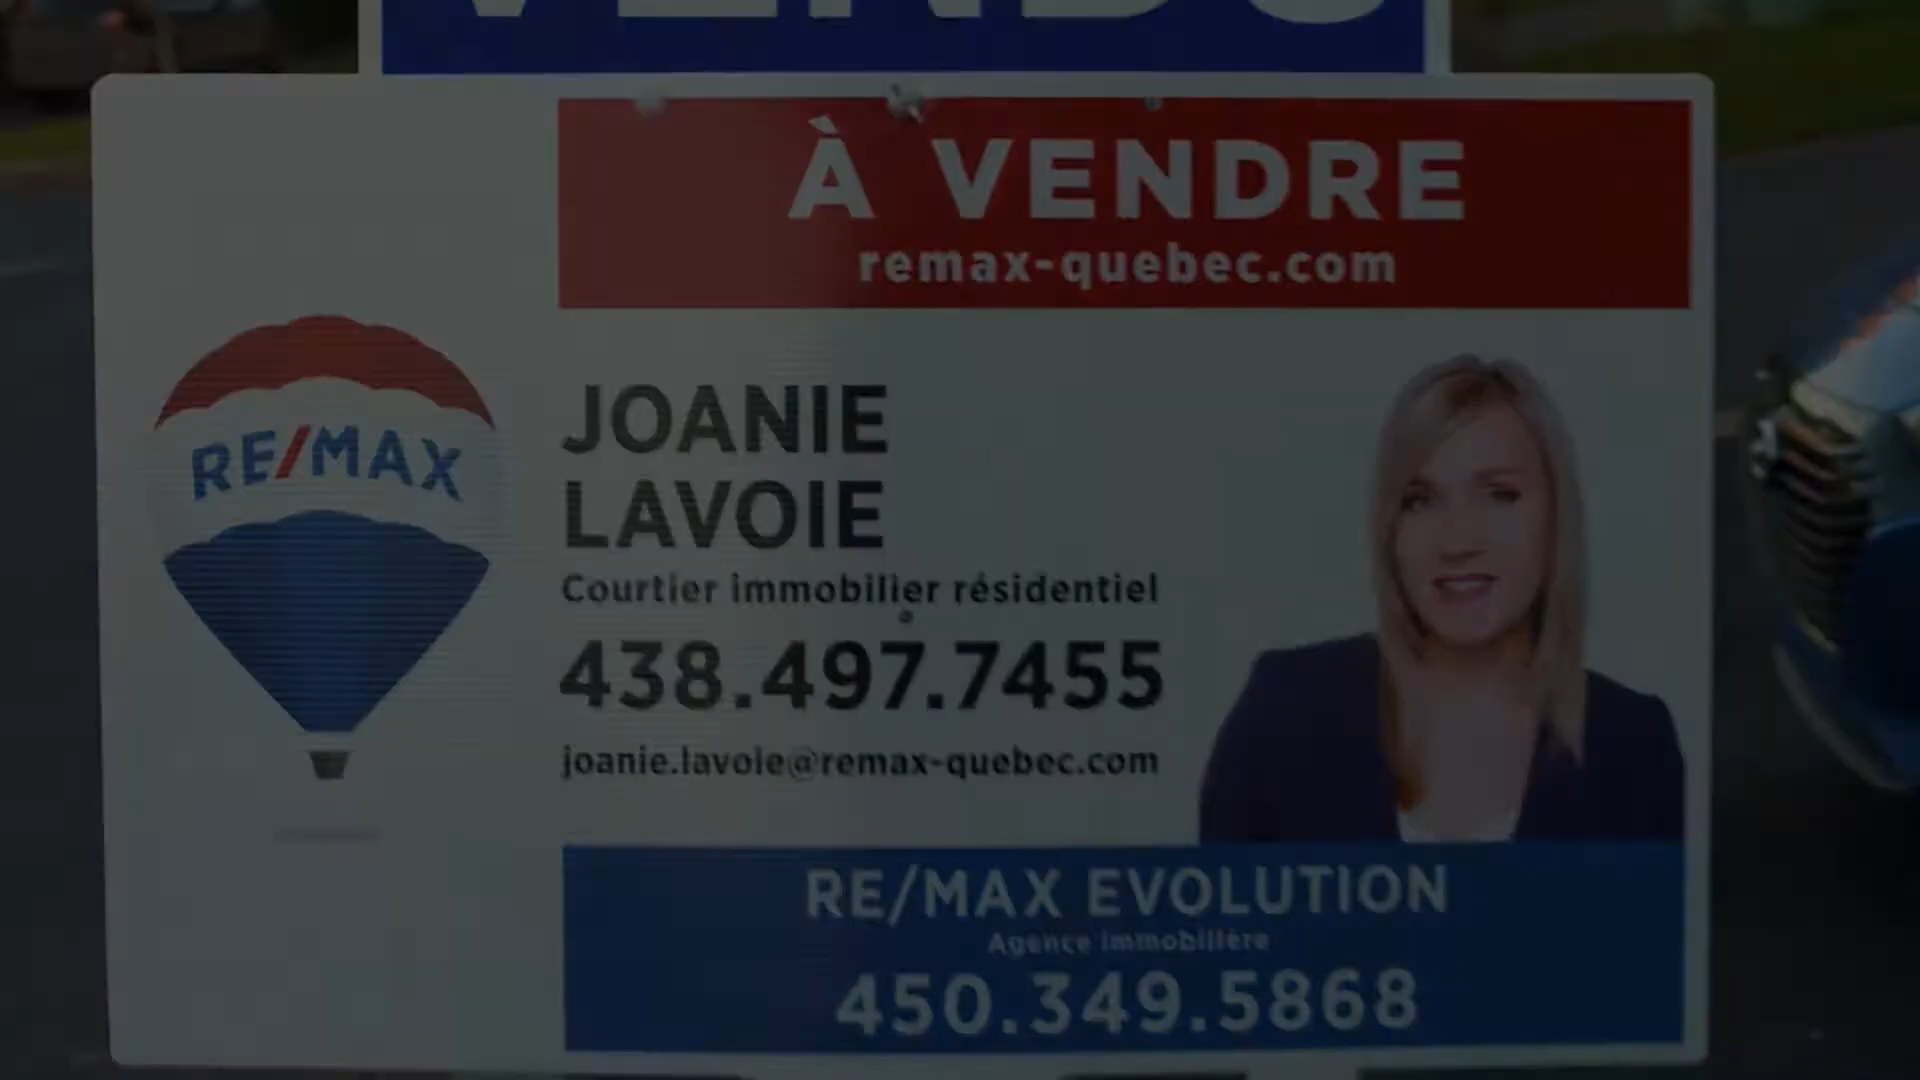 VENDU
À VENDRE
remax-quebec.com
RE/MAX
JOANIE
LAVOIE
Courtier immobilier résidentiel
438.497.7455
joanie.lavoie@remax-quebec.com
RE/MAX EVOLUTION
Agence immobilière
450.349.5868